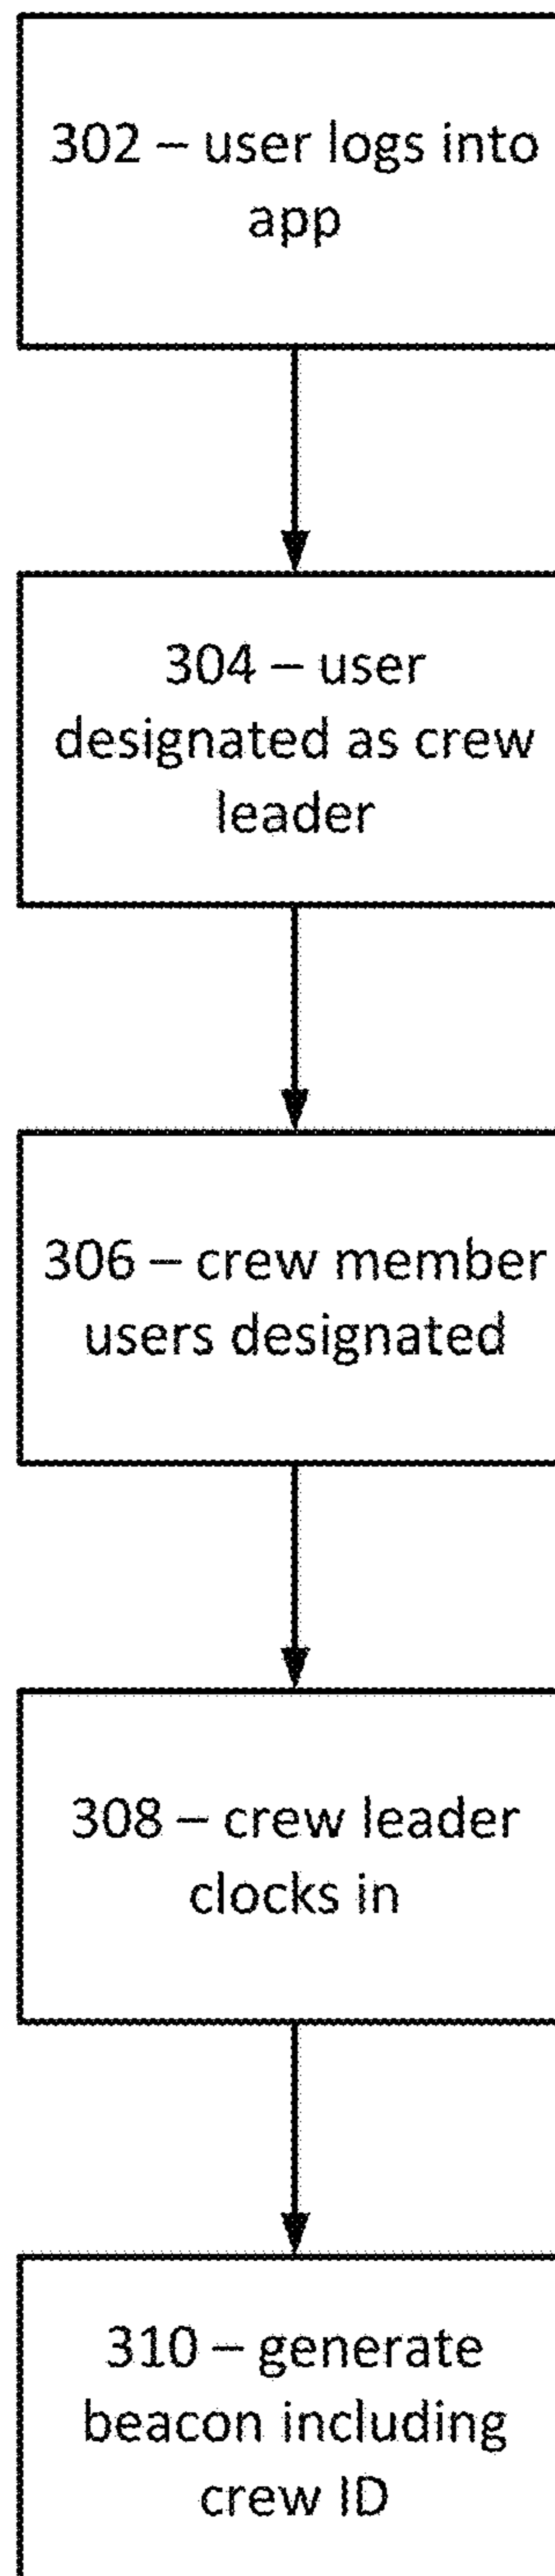 302 – user logs into
app
304 – user
designated as crew
leader
306 – crew member
users designated
308 – crew leader
clocks in
310 – generate
beacon including
crew ID